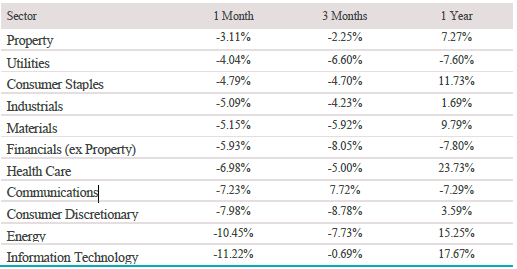 Sector 1 Month 3 Months 1 Year
Property -3.11% -2.25% 7.27%
Utilities -4.04% -6.60% -7.60%
Consumer Staples -4.79% -4.70% 11.73%
Industrials -5.09% -4.23% 1.69%
Materials -5.15% -5.92% 9.79%
Financials (ex Property) -5.93% -8.05% -7.80%
Health Care -6.98% -5.00% 23.73%
Communications -7.23% 7.72% -7.29%
Consumer Discretionary -7.98% -8.78% 3.59%
Energy -10.45% -7.73% 15.25%
Information Technology -11.22% -0.69% 17.67%